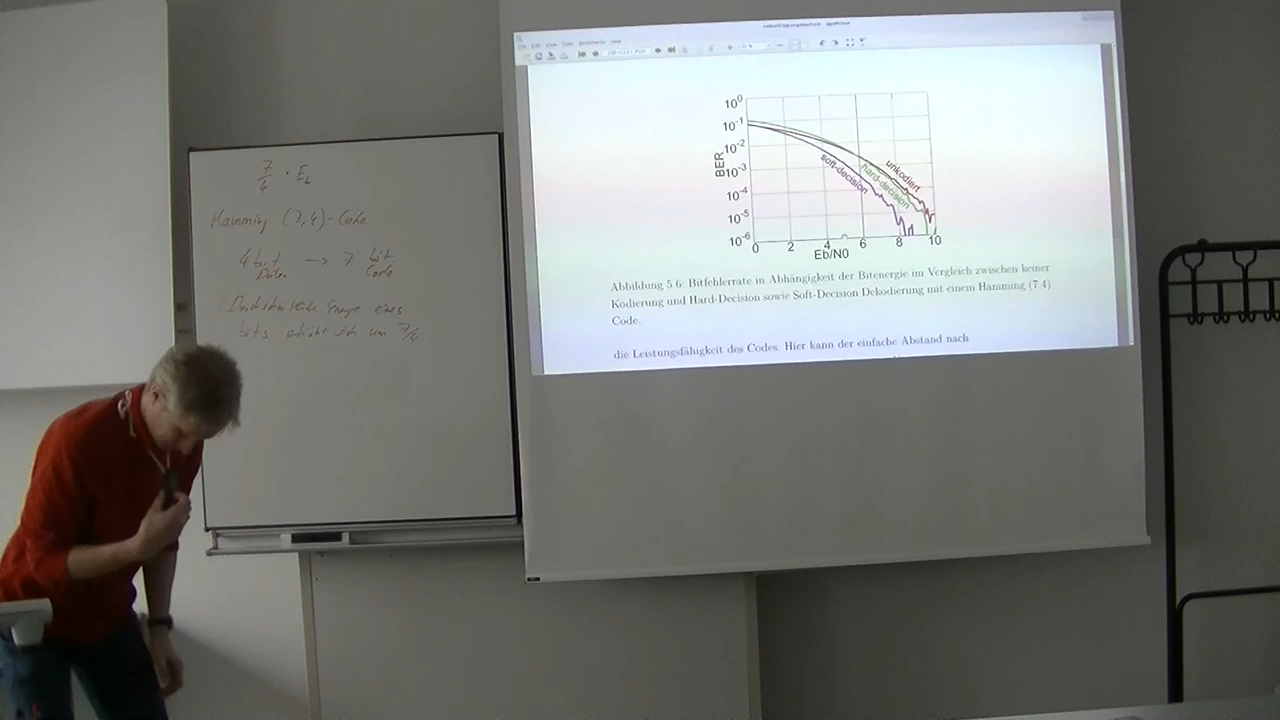 7/4 · E_b
Hamming (7,4)-Code
4 bit → 7 bit
Daten Code
Durchschnittliche Energie eines
bits erhöht sich um 7/4
10^0
10^-1
10^-2
10^-3
10^-4
10^-5
10^-6
BER
unkodiert
hard-decision
soft-decision
0 2 4 6 8 10
Eb/N0
Abbildung 5.6: Bitfehlerrate in Abhängigkeit der Bitenergie im Vergleich zwischen keiner
Kodierung und Hard-Decision sowie Soft-Decision Dekodierung mit einem Hamming (7,4)
Code.
die Leistungsfähigkeit des Codes. Hier kann der einfache Abstand nach